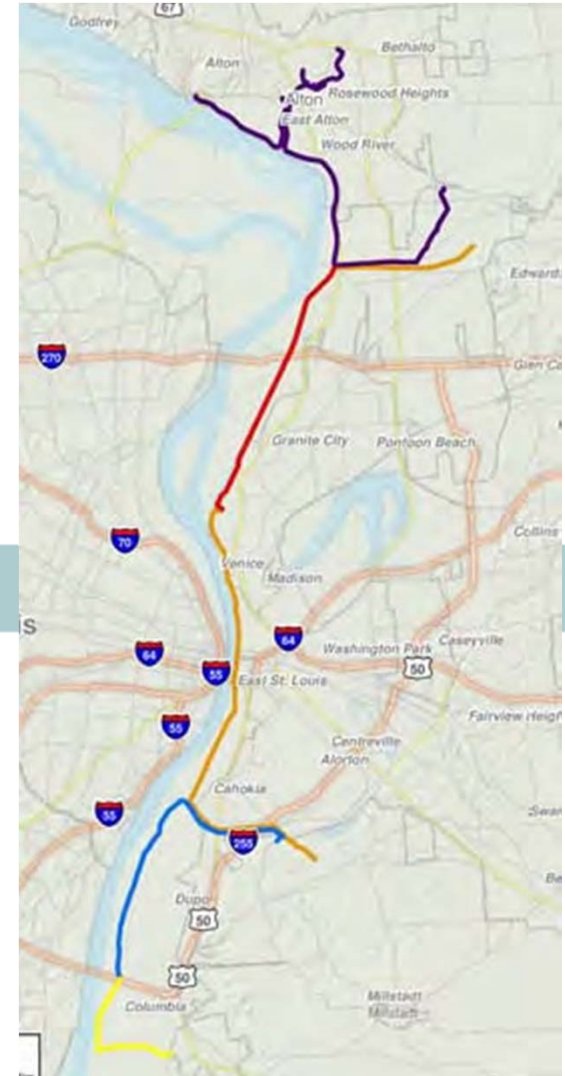 67
Godfrey
Bethalto
Alton
Alton
Rosewood Heights
East Alton
Wood River
Edward
270
Glen Ca
Granite City
Pontoon Beach
70
Collins
Venice
Madison
is
64
64
Washington Park
Caseyville
55
50
East St. Louis
55
Fairview Heigh
Centreville
Alorton
Cahokia
55
Swan
255
Be
Dupo
50
50
Columbia
Millstadt
Millstadt